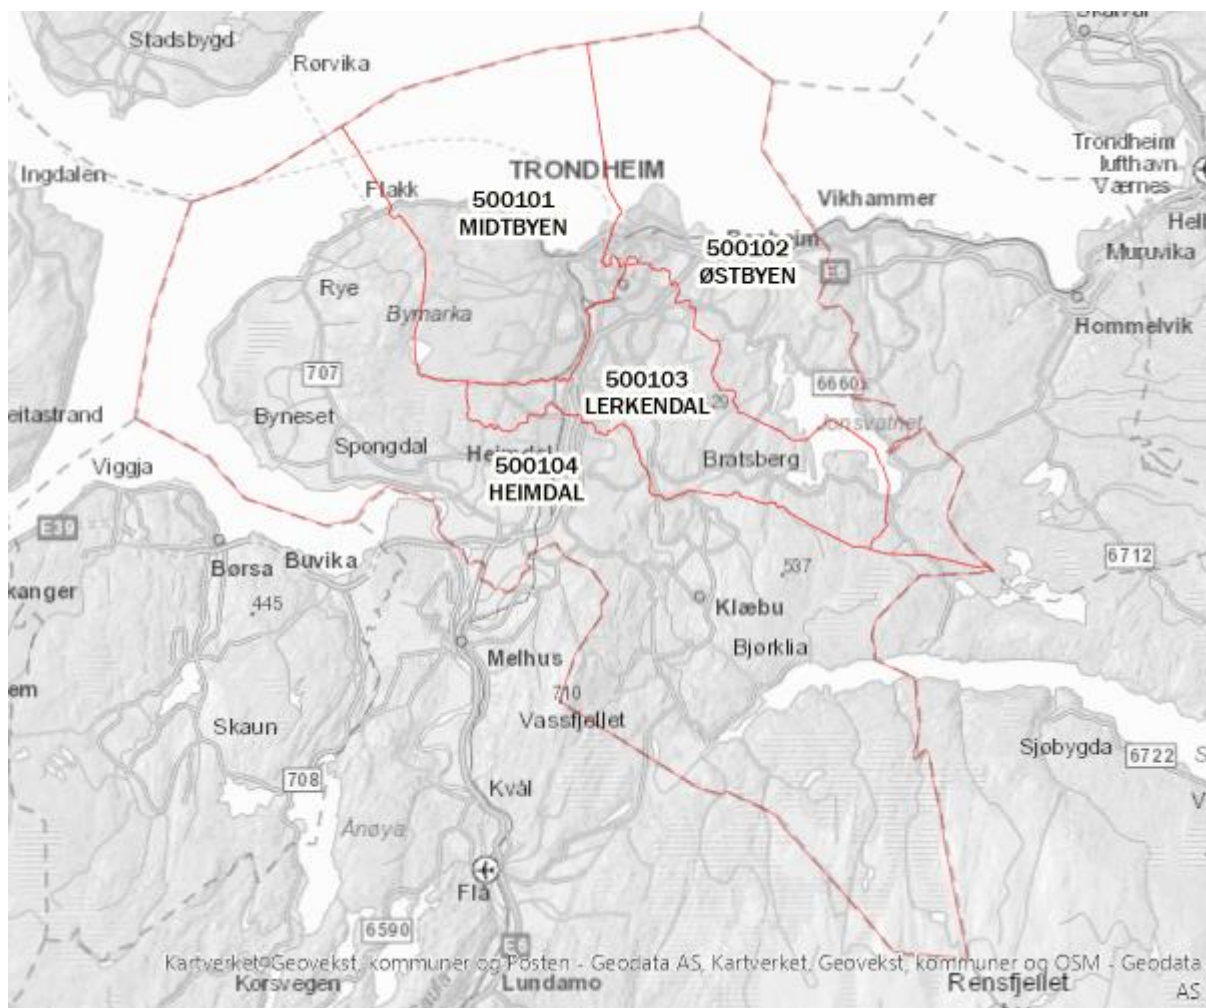 Stadsbygd
Rørvika
Ingdalen
Flakk
TRONDHEIM
500101
MIDTBYEN
Trondheim
lufthavn
Værnes
Vikhammer
500102
ØSTBYEN
Muruvika
Rye
Bymarka
Hommelvik
707
500103
LERKENDAL
29
6660
Jonsvatnet
Byneset
Spongdal
Viggja
500104
HEIMDAL
Bratsberg
E39
Børsa
Buvika
6712
445
537
Klæbu
Bjørklia
Melhus
710
Vassfjellet
Skaun
Sjøbygda
6722
708
Kvål
Ånøya
Flå
6590
E6
Kartverket, Geovekst, kommuner og Posten - Geodata AS, Kartverket, Geovekst, kommuner og OSM - Geodata
AS
Korsvegen
Lundamo
Rensfjellet